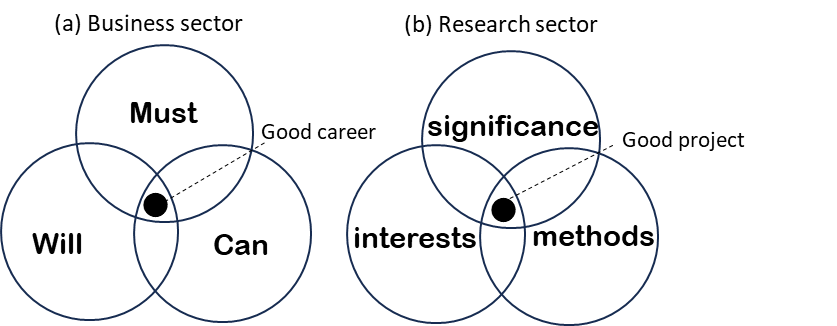 (a) Business sector
Must
Good career
Will
Can
(b) Research sector
significance
Good project
interests
methods